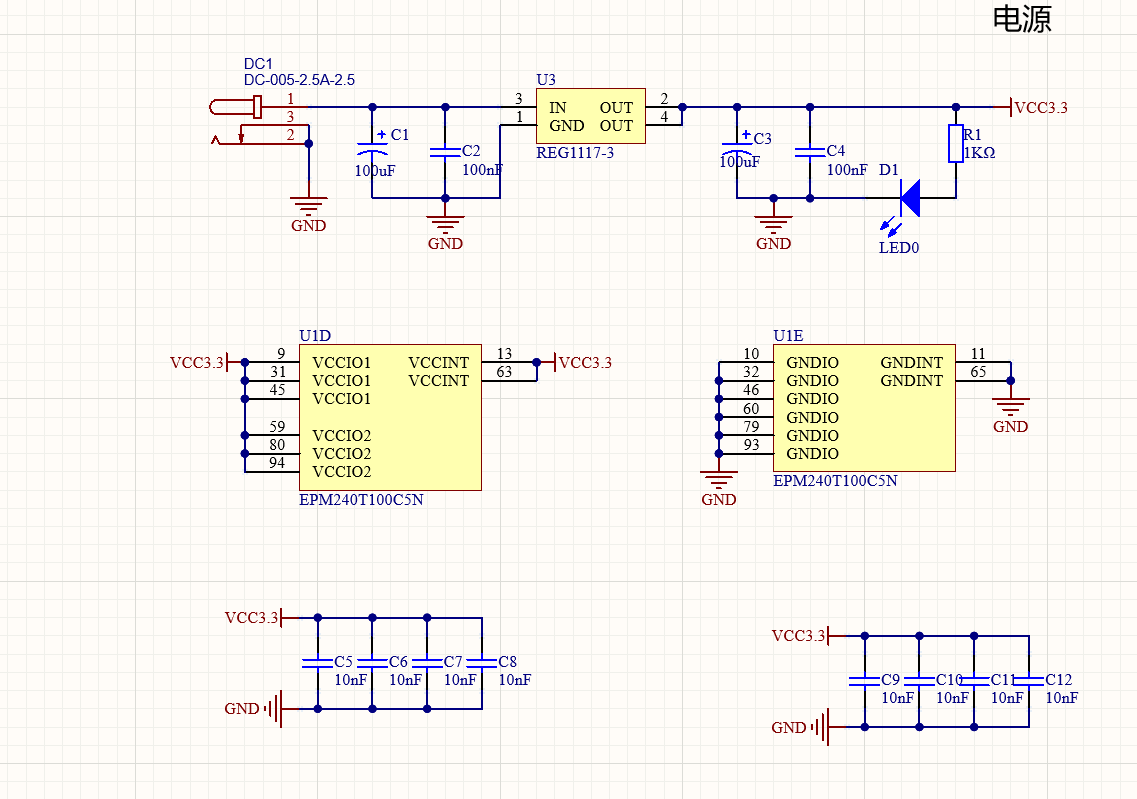 电源
DC1
DC-005-2.5A-2.5
1
3
2
GND
C1
100uF
C2
100nF
GND
U3
3 IN OUT 2
1 GND OUT 4
REG1117-3
C3
100uF
C4
100nF
GND
D1
LED0
R1
1KΩ
VCC3.3
U1D
VCC3.3 9 VCCIO1 VCCINT 13 VCC3.3
31 VCCIO1 VCCINT 63
45 VCCIO1
59 VCCIO2
80 VCCIO2
94 VCCIO2
EPM240T100C5N
U1E
10 GNDIO GNDINT 11
32 GNDIO GNDINT 65
46 GNDIO
60 GNDIO
79 GNDIO
93 GNDIO
EPM240T100C5N
GND
GND
VCC3.3
C5 C6 C7 C8
10nF 10nF 10nF 10nF
GND
VCC3.3
C9 C10 C11 C12
10nF 10nF 10nF 10nF
GND